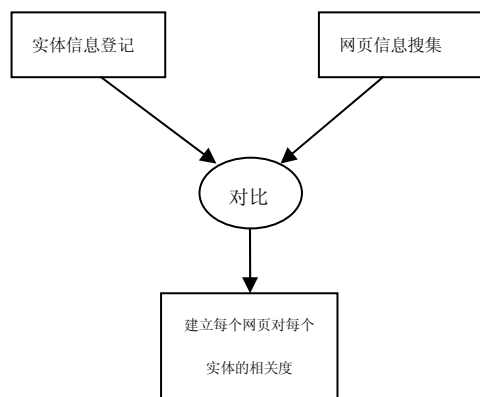 实体信息登记
网页信息搜集
对比
建立每个网页对每个
实体的相关度